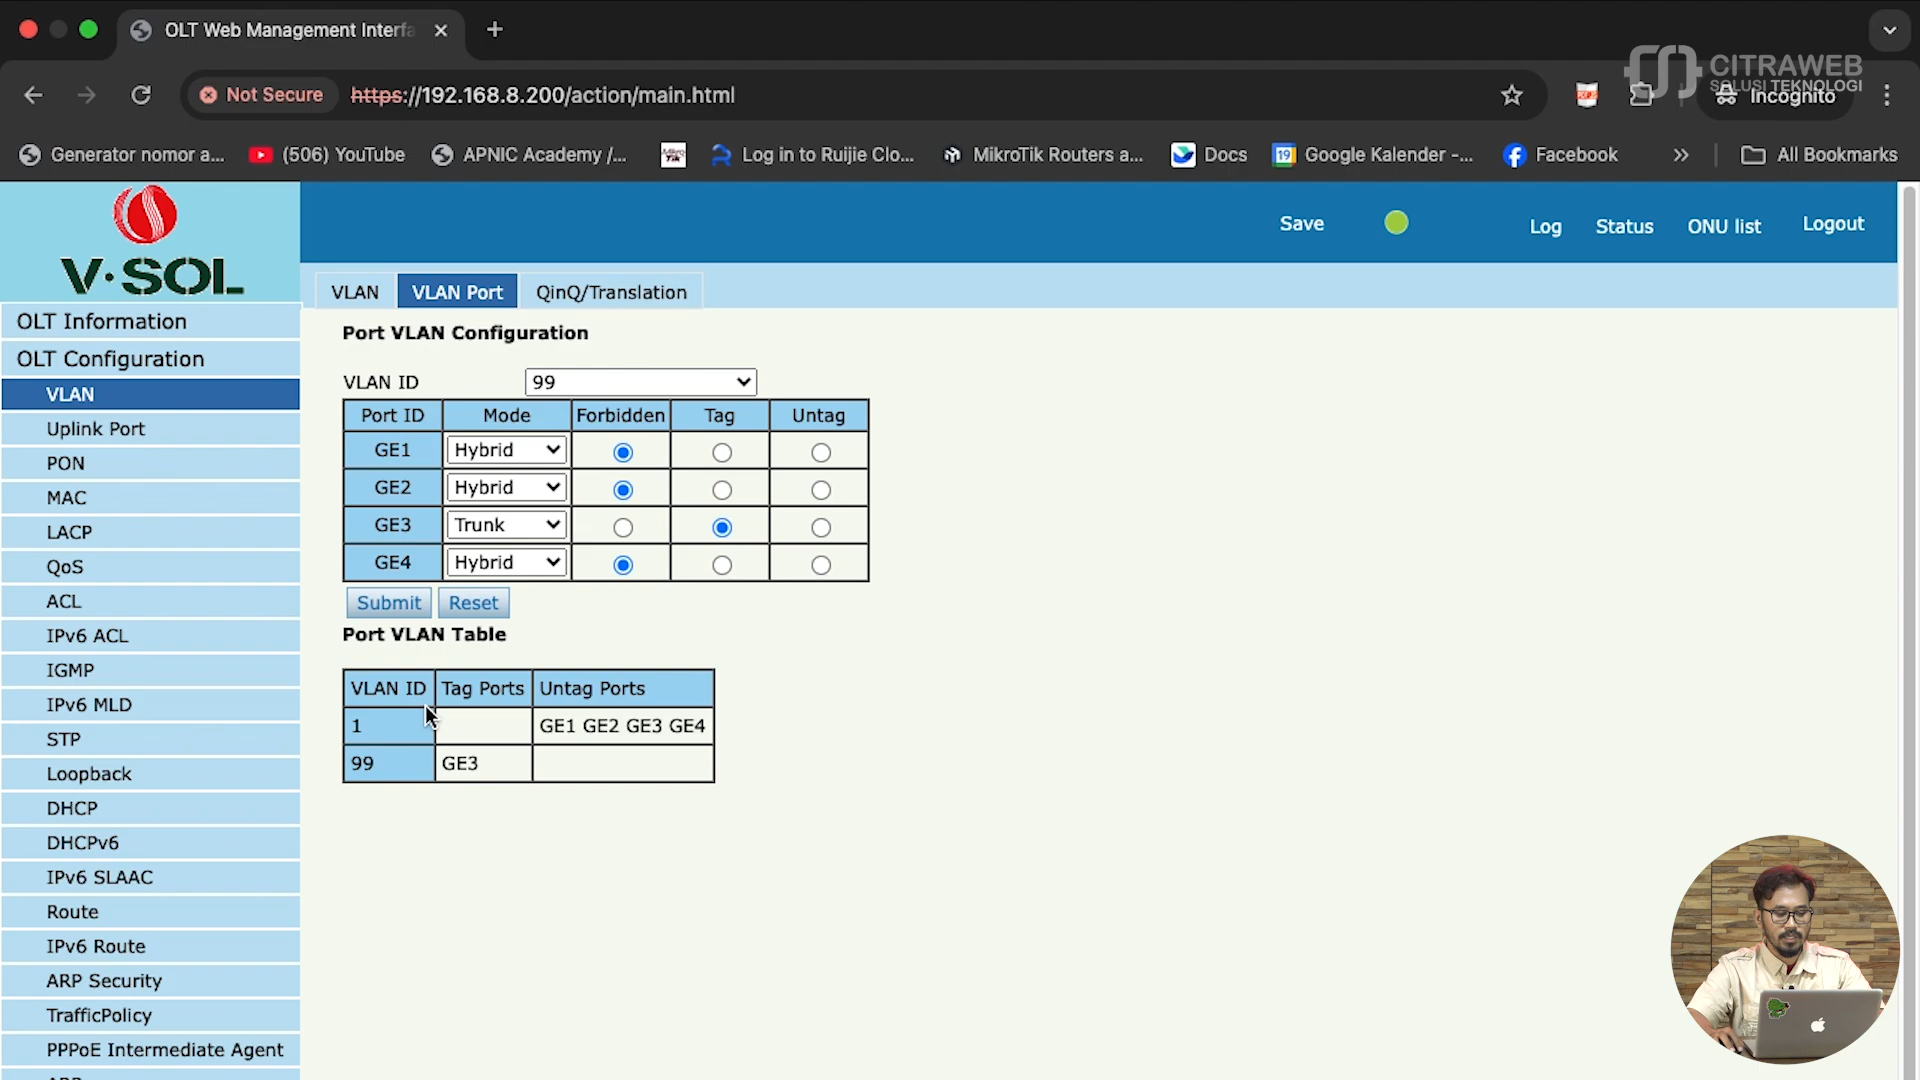 OLT Web Management Interfa
Not Secure https://192.168.8.200/action/main.html
CITRAWEB
SOLUSI TEKNOLOGI
Incognito
Generator nomor a... (506) YouTube APNIC Academy /... Log in to Ruijie Clo... MikroTik Routers a... Docs 19 Google Kalender -... Facebook » All Bookmarks
V·SOL
Save Log Status ONU list Logout
VLAN VLAN Port QinQ/Translation
OLT Information
OLT Configuration
VLAN
Uplink Port
PON
MAC
LACP
QoS
ACL
IPv6 ACL
IGMP
IPv6 MLD
STP
Loopback
DHCP
DHCPv6
IPv6 SLAAC
Route
IPv6 Route
ARP Security
TrafficPolicy
PPPoE Intermediate Agent
Port VLAN Configuration
VLAN ID 99
Port ID Mode Forbidden Tag Untag
GE1 Hybrid
GE2 Hybrid
GE3 Trunk
GE4 Hybrid
Submit Reset
Port VLAN Table
VLAN ID Tag Ports Untag Ports
1 GE1 GE2 GE3 GE4
99 GE3